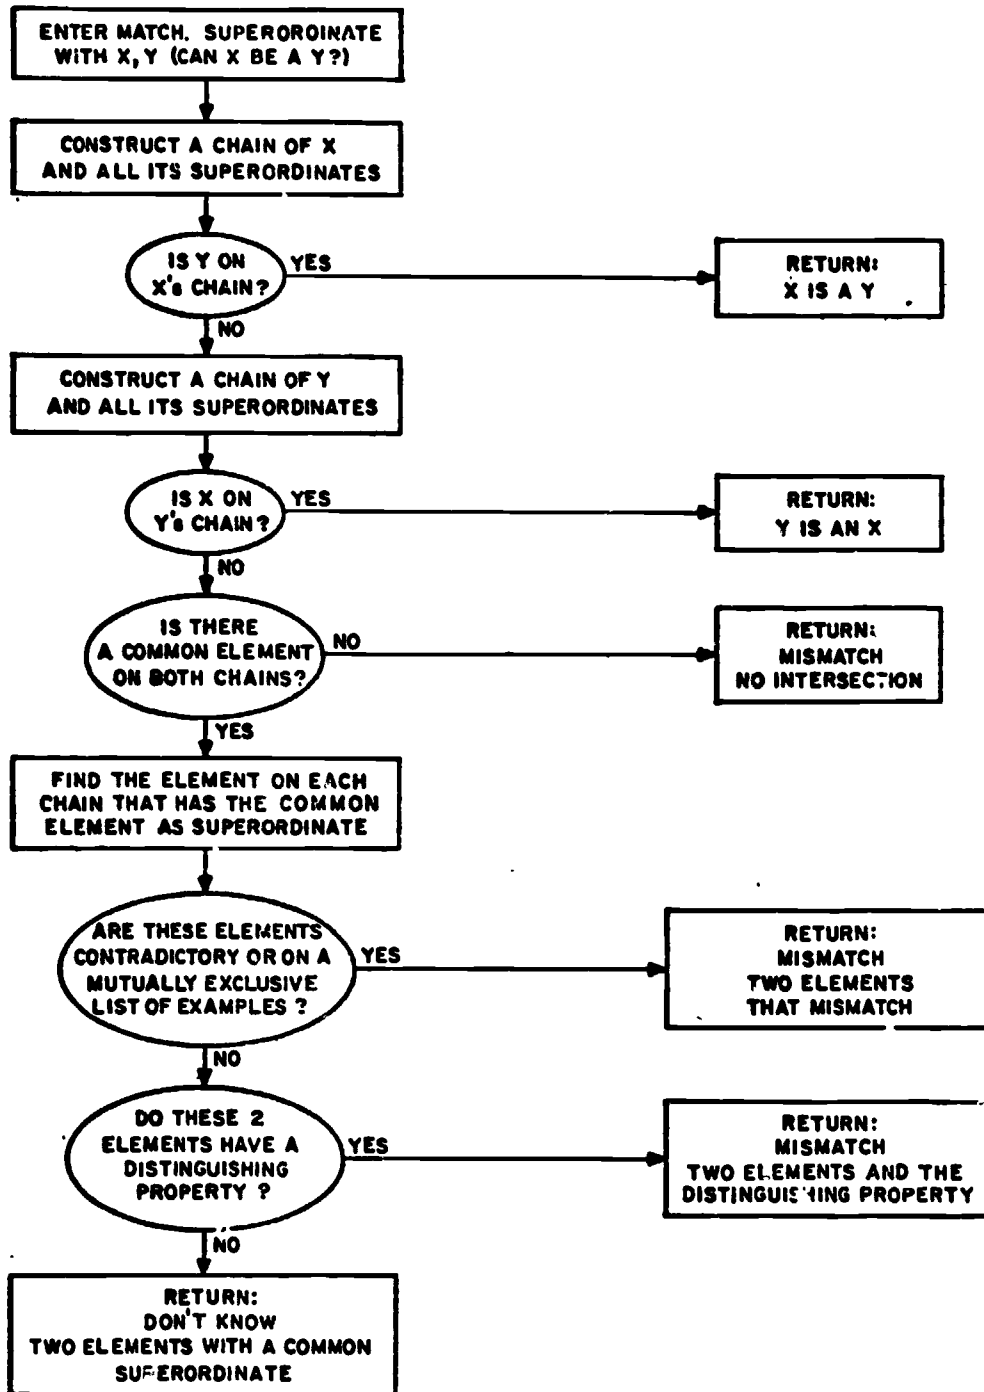 ENTER MATCH. SUPERORDINATE
WITH X, Y (CAN X BE A Y?)
CONSTRUCT A CHAIN OF X
AND ALL ITS SUPERORDINATES
IS Y ON
X's CHAIN?
YES
RETURN:
X IS A Y
NO
CONSTRUCT A CHAIN OF Y
AND ALL ITS SUPERORDINATES
IS X ON
Y's CHAIN?
YES
RETURN:
Y IS AN X
NO
IS THERE
A COMMON ELEMENT
ON BOTH CHAINS?
NO
RETURN:
MISMATCH
NO INTERSECTION
YES
FIND THE ELEMENT ON EACH
CHAIN THAT HAS THE COMMON
ELEMENT AS SUPERORDINATE
ARE THESE ELEMENTS
CONTRADICTORY OR ON A
MUTUALLY EXCLUSIVE
LIST OF EXAMPLES ?
YES
RETURN:
MISMATCH
TWO ELEMENTS
THAT MISMATCH
NO
DO THESE 2
ELEMENTS HAVE A
DISTINGUISHING
PROPERTY ?
YES
RETURN:
MISMATCH
TWO ELEMENTS AND THE
DISTINGUISHING PROPERTY
NO
RETURN:
DON'T KNOW
TWO ELEMENTS WITH A COMMON
SUPERORDINATE